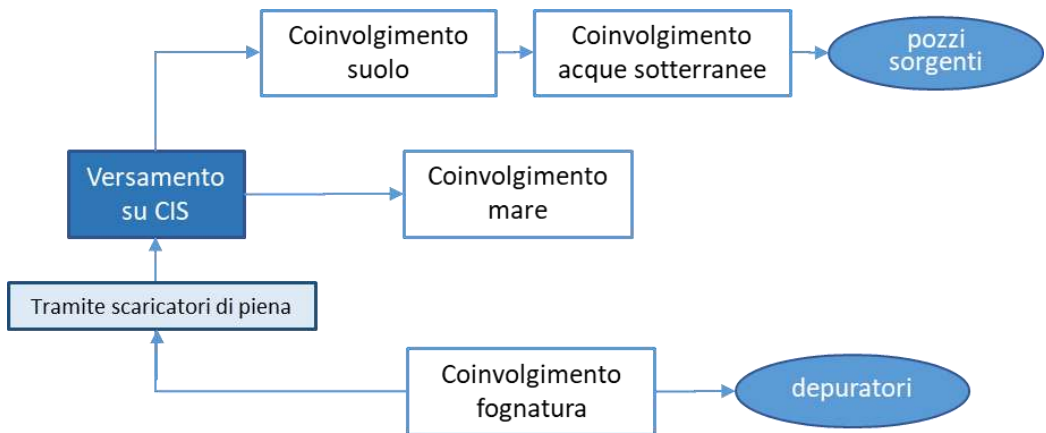 Coinvolgimento
suolo
Coinvolgimento
acque sotterranee
pozzi
sorgenti
Versamento
su CIS
Coinvolgimento
mare
Tramite scaricatori di piena
Coinvolgimento
fognatura
depuratori